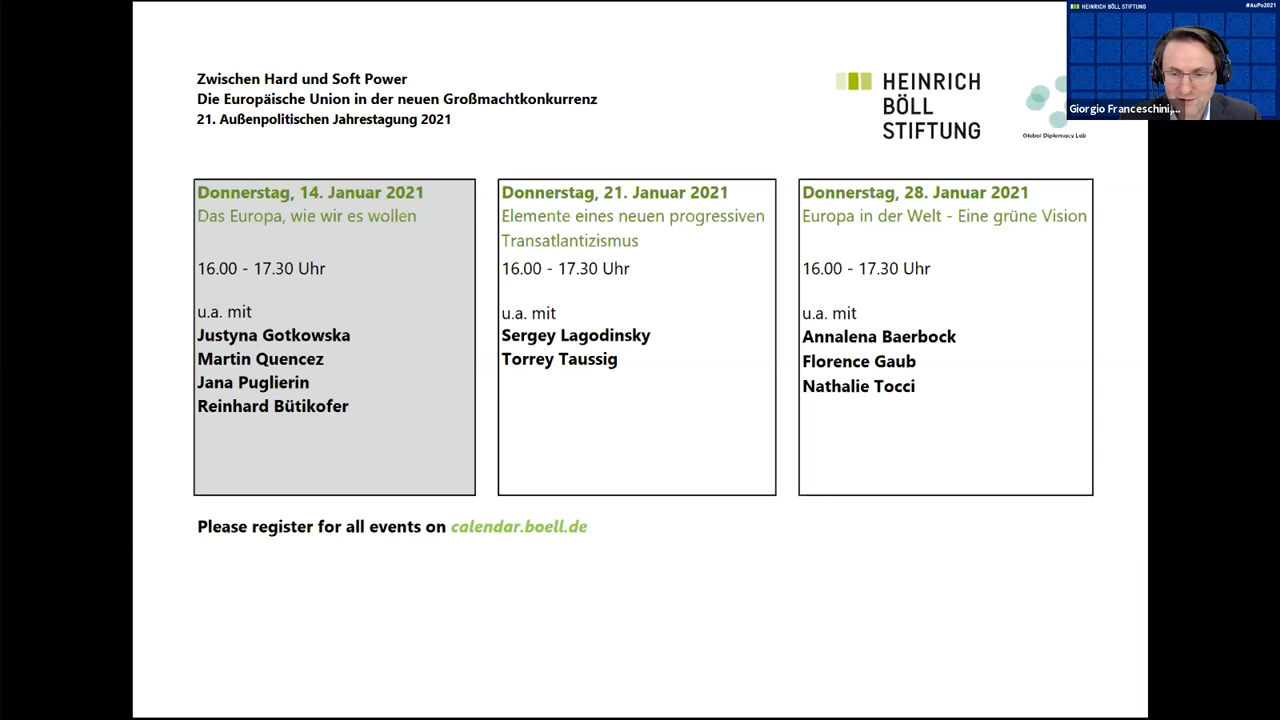 HEINRICH BÖLL STIFTUNG
#AuPo2021
Giorgio Franceschini,...
Zwischen Hard und Soft Power
Die Europäische Union in der neuen Großmachtkonkurrenz
21. Außenpolitischen Jahrestagung 2021
HEINRICH
BÖLL
STIFTUNG
Global Diplomacy Lab
Donnerstag, 14. Januar 2021
Das Europa, wie wir es wollen
16.00 - 17.30 Uhr
u.a. mit
Justyna Gotkowska
Martin Quencez
Jana Puglierin
Reinhard Bütikofer
Donnerstag, 21. Januar 2021
Elemente eines neuen progressiven
Transatlantizismus
16.00 - 17.30 Uhr
u.a. mit
Sergey Lagodinsky
Torrey Taussig
Donnerstag, 28. Januar 2021
Europa in der Welt - Eine grüne Vision
16.00 - 17.30 Uhr
u.a. mit
Annalena Baerbock
Florence Gaub
Nathalie Tocci
Please register for all events on calendar.boell.de